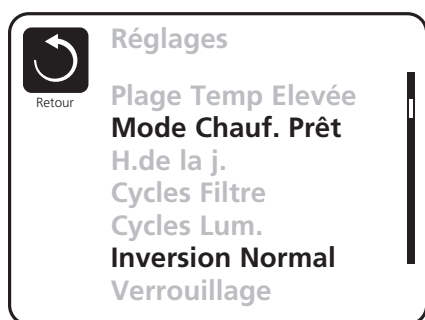 Réglages
Retour
Plage Temp Elevée
Mode Chauf. Prêt
H.de la j.
Cycles Filtre
Cycles Lum.
Inversion Normal
Verrouillage